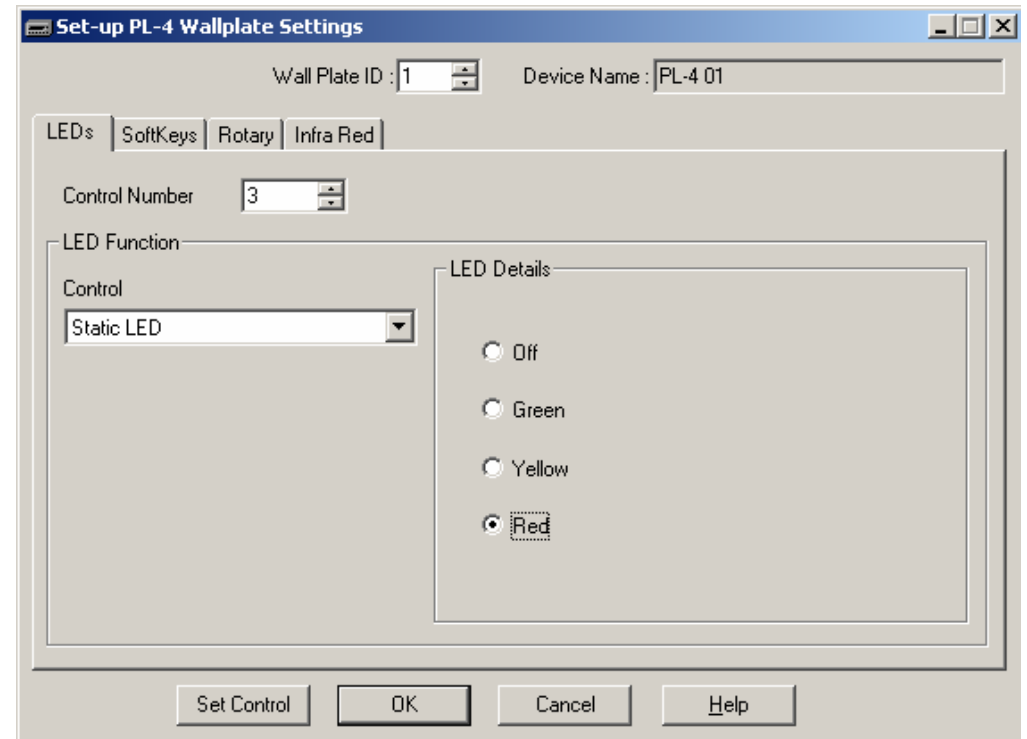 Set-up PL-4 Wallplate Settings
Wall Plate ID : 1 Device Name : PL-4 01
LEDs SoftKeys Rotary Infra Red
Control Number 3
LED Function
LED Details
Control
Static LED
Off
Green
Yellow
Red
Set Control OK Cancel Help